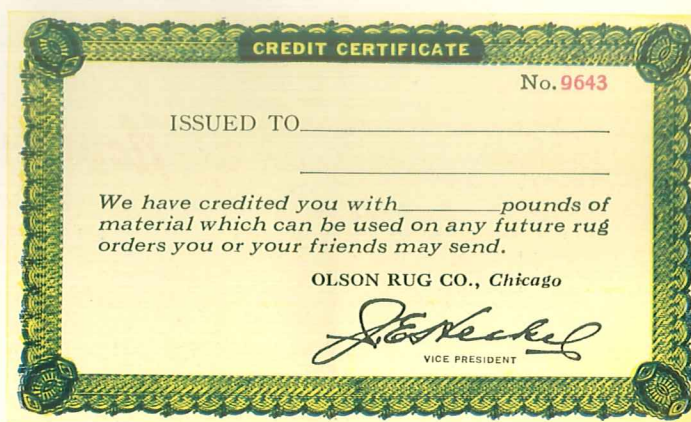 CREDIT CERTIFICATE
No. 9643
ISSUED TO
We have credited you with pounds of
material which can be used on any future rug
orders you or your friends may send.
OLSON RUG CO., Chicago
J.E. Heckel
VICE PRESIDENT